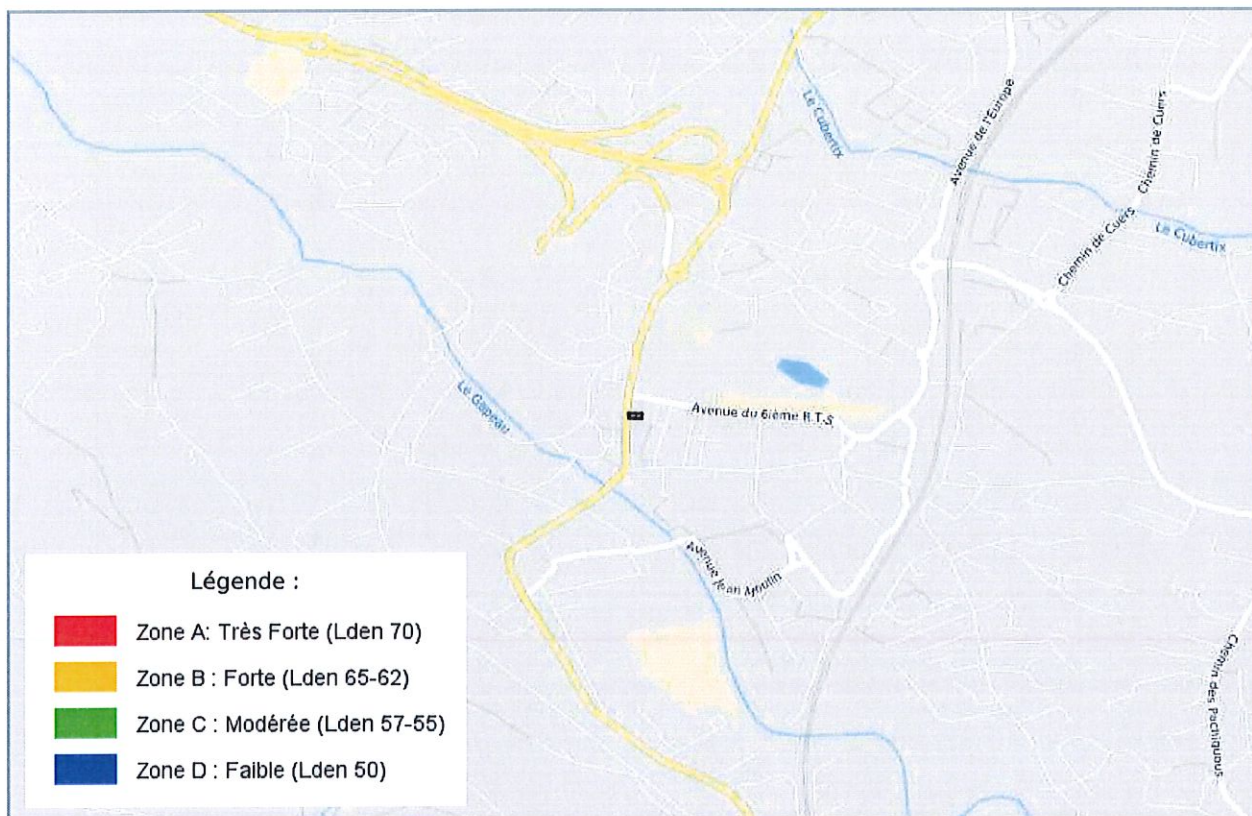 Le Cubertix
Avenue de l'Europe
Chemin de Cuers
Chemin de Cuers
Le Cubertix
Le Gapeau
Avenue du 6ième R.T.S.
Avenue Jean Moulin
Chemin des Pachiquous
Légende :
Zone A: Très Forte (Lden 70)
Zone B : Forte (Lden 65-62)
Zone C : Modérée (Lden 57-55)
Zone D : Faible (Lden 50)